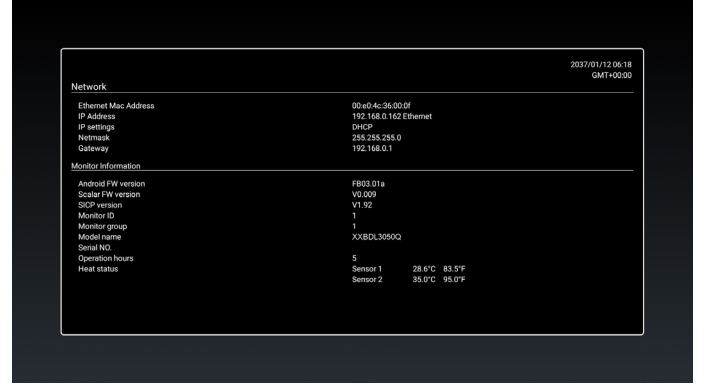 2037/01/12 06:18
GMT+00:00
Network
Ethernet Mac Address 00:e0:4c:36:00:0f
IP Address 192.168.0.162 Ethernet
IP settings DHCP
Netmask 255.255.255.0
Gateway 192.168.0.1
Monitor Information
Android FW version FB03.01a
Scalar FW version V0.009
SICP version V1.92
Monitor ID 1
Monitor group 1
Model name XXBDL3050Q
Serial NO.
Operation hours 5
Heat status Sensor 1 28.6°C 83.5°F
Sensor 2 35.0°C 95.0°F